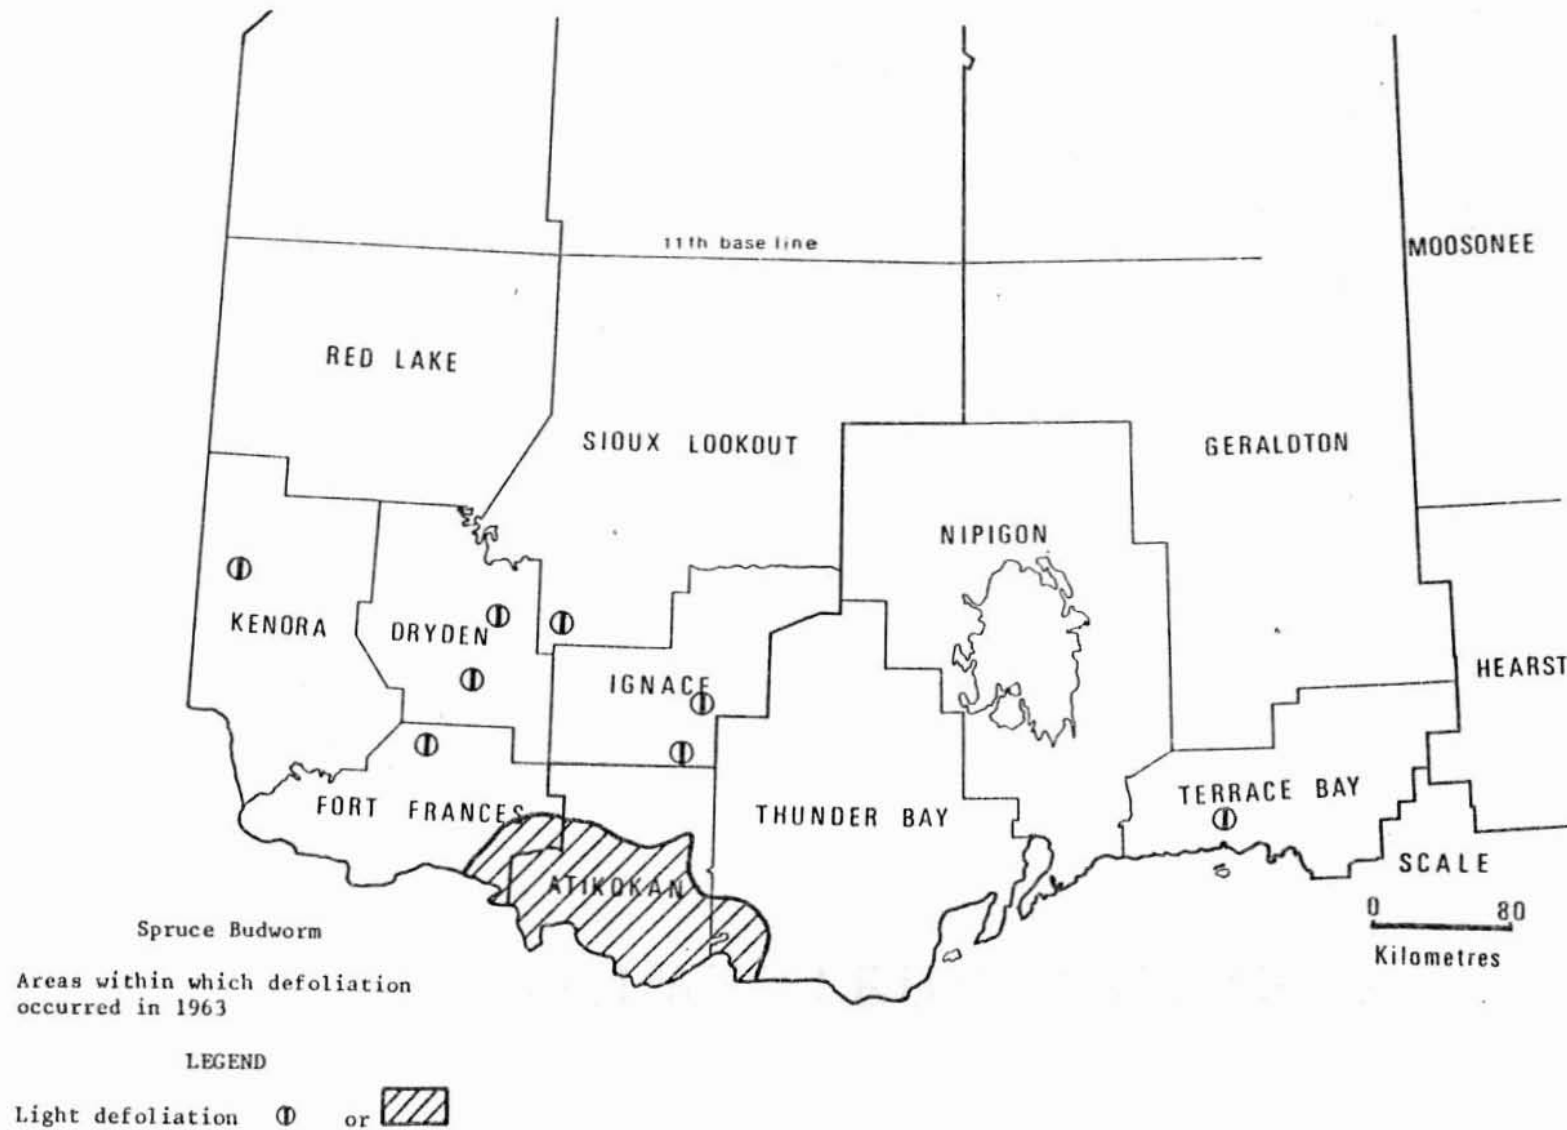 11th base line
MOOSONEE
RED LAKE
SIOUX LOOKOUT
GERALDTON
NIPIGON
KENORA
DRYDEN
IGNACE
HEARST
TERRACE BAY
FORT FRANCES
THUNDER BAY
SCALE
ATIKOKAN
0 80
Kilometres
Spruce Budworm
Areas within which defoliation
occurred in 1963
LEGEND
Light defoliation or